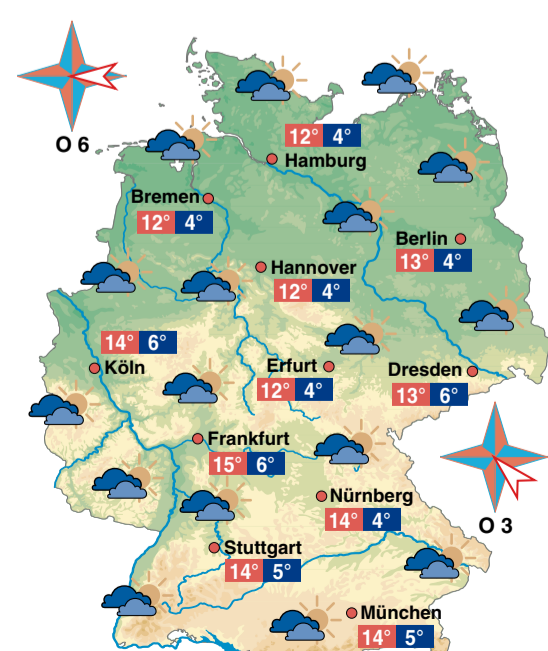 O 6
12° 4°
Hamburg
Bremen
12° 4°
Berlin
13° 4°
Hannover
12° 4°
14° 6°
Köln
Erfurt
12° 4°
Dresden
13° 6°
Frankfurt
15° 6°
Nürnberg
14° 4°
O 3
Stuttgart
14° 5°
München
14° 5°